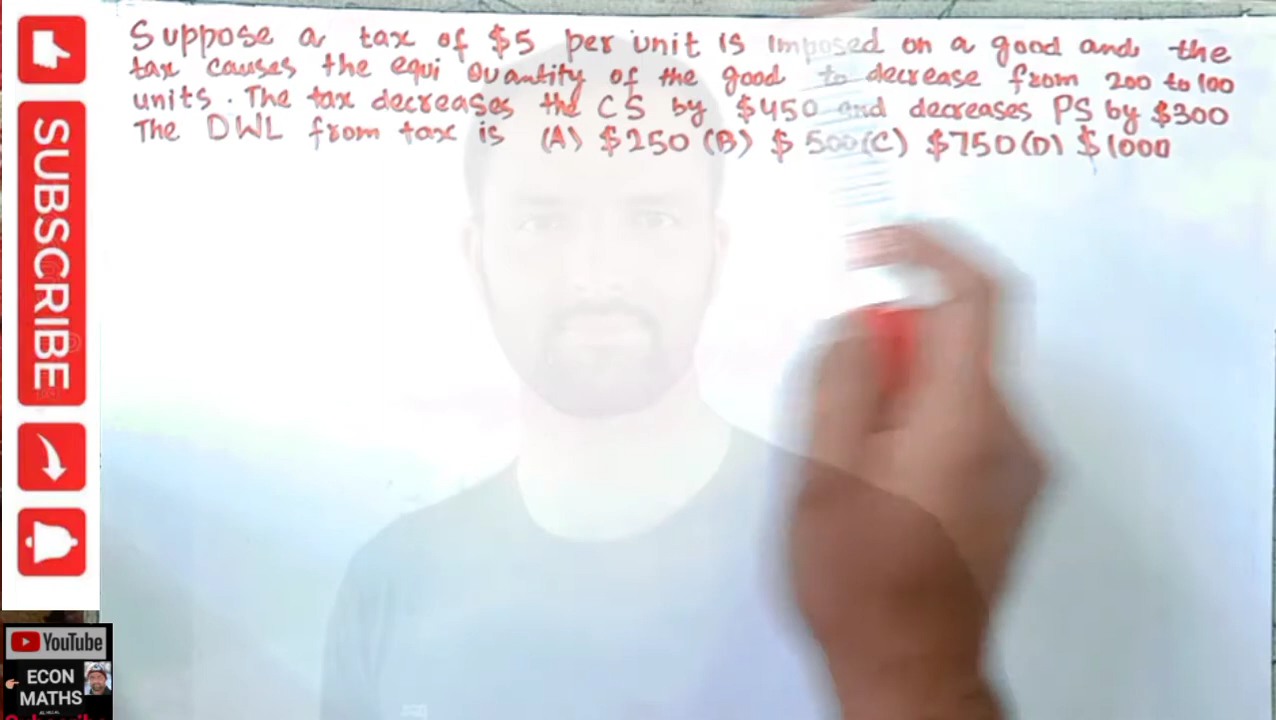 Suppose a tax of $5 per unit is imposed on a good and the
tax causes the equi Quantity of the good to decrease from 200 to 100
units. The tax decreases the CS by $450 and decreases PS by $300
The DWL from tax is (A) $250 (B) $ 500 (C) $750 (D) $1000
SUBSCRIBE
YouTube
ECON
MATHS
Subscribe